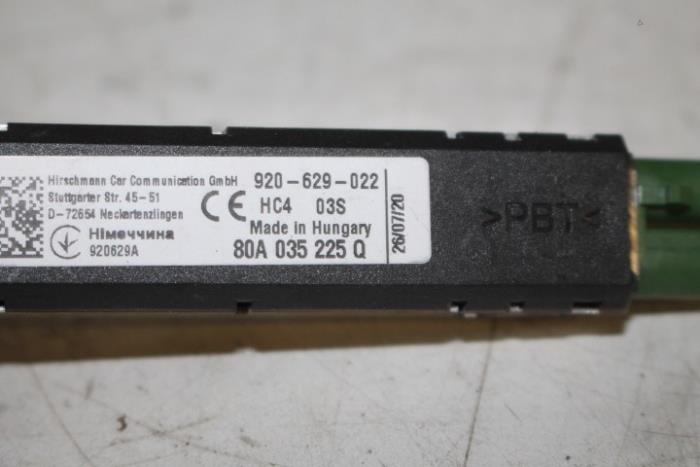 Hirschmann Car Communication GmbH
Stuttgarter Str. 45-51
D-72654 Neckartenzlingen
Німеччина
920629A
CE
920-629-022
HC4 03S
Made in Hungary
80A 035 225 Q
26/07/20
>PBT<